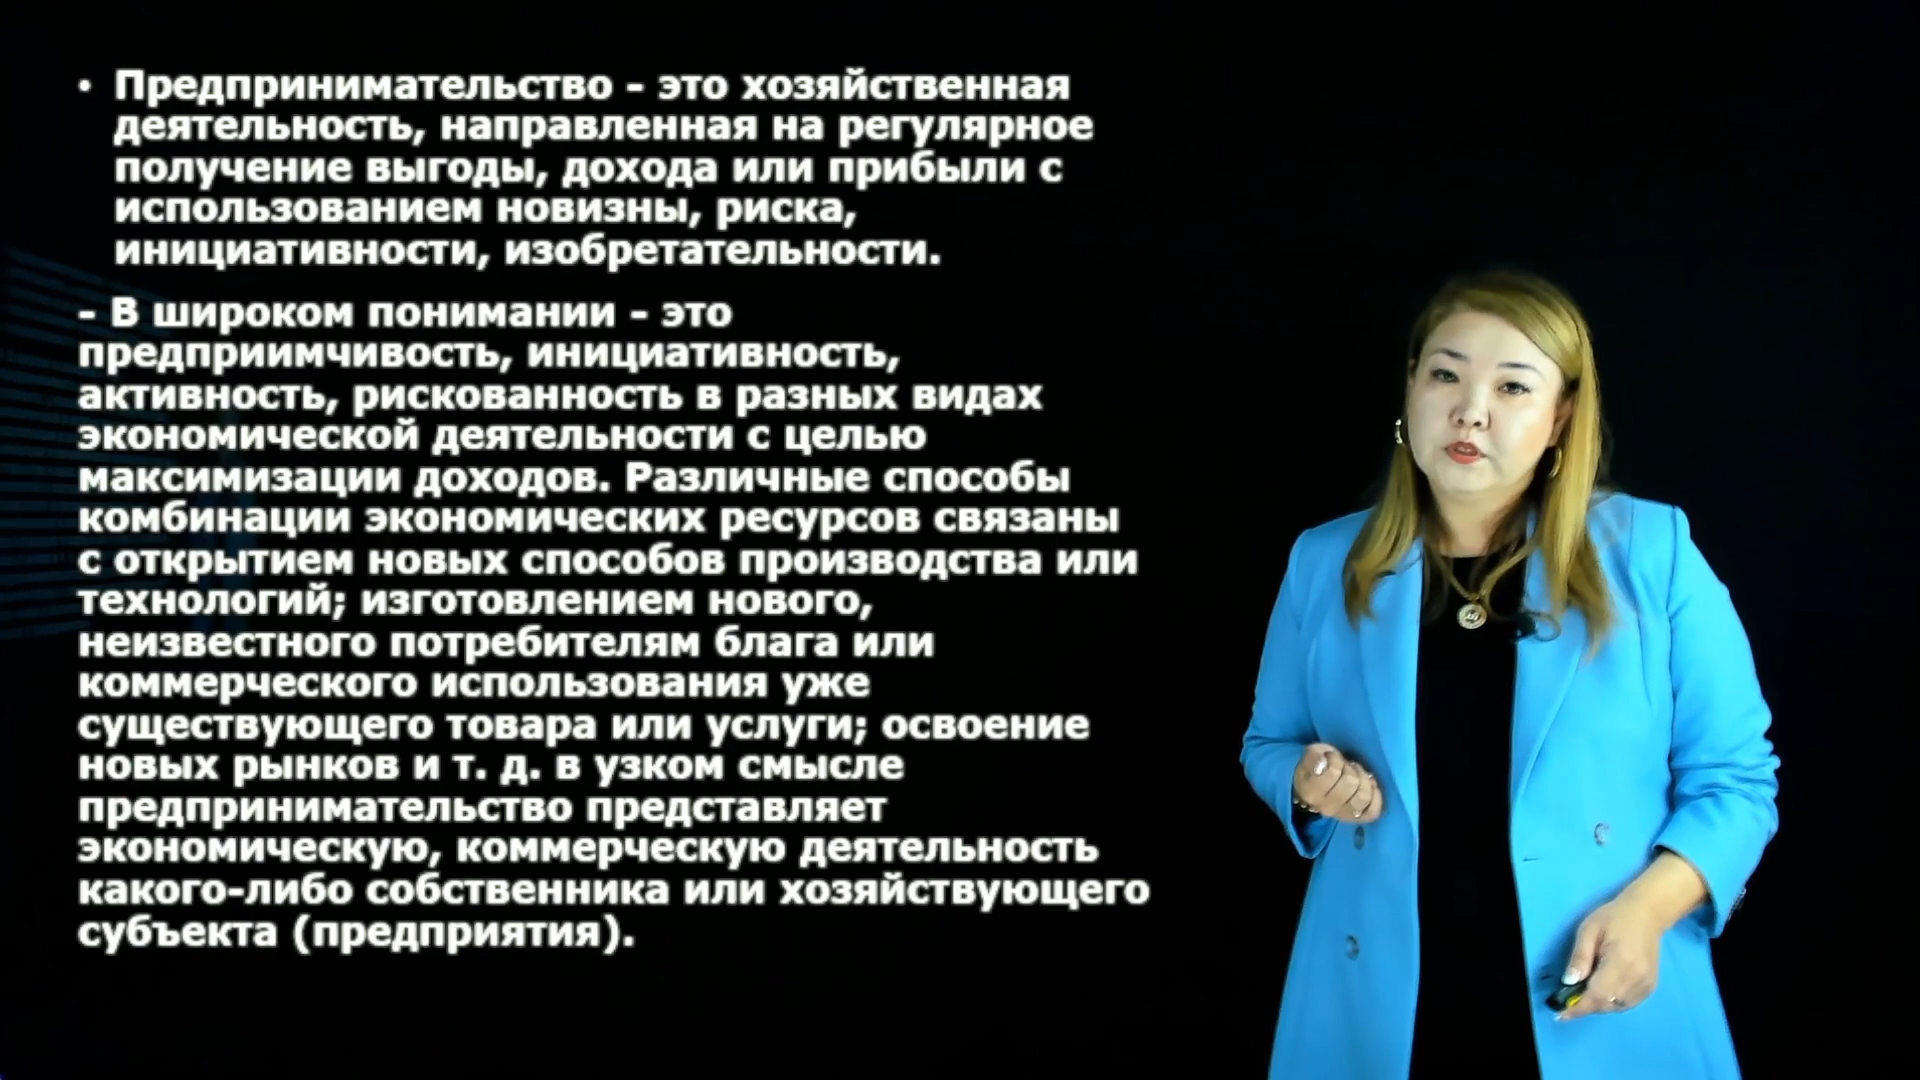 • Предпринимательство - это хозяйственная
деятельность, направленная на регулярное
получение выгоды, дохода или прибыли с
использованием новизны, риска,
инициативности, изобретательности.
- В широком понимании - это
предприимчивость, инициативность,
активность, рискованность в разных видах
экономической деятельности с целью
максимизации доходов. Различные способы
комбинации экономических ресурсов связаны
с открытием новых способов производства или
технологий; изготовлением нового,
неизвестного потребителям блага или
коммерческого использования уже
существующего товара или услуги; освоение
новых рынков и т. д. в узком смысле
предпринимательство представляет
экономическую, коммерческую деятельность
какого-либо собственника или хозяйствующего
субъекта (предприятия).